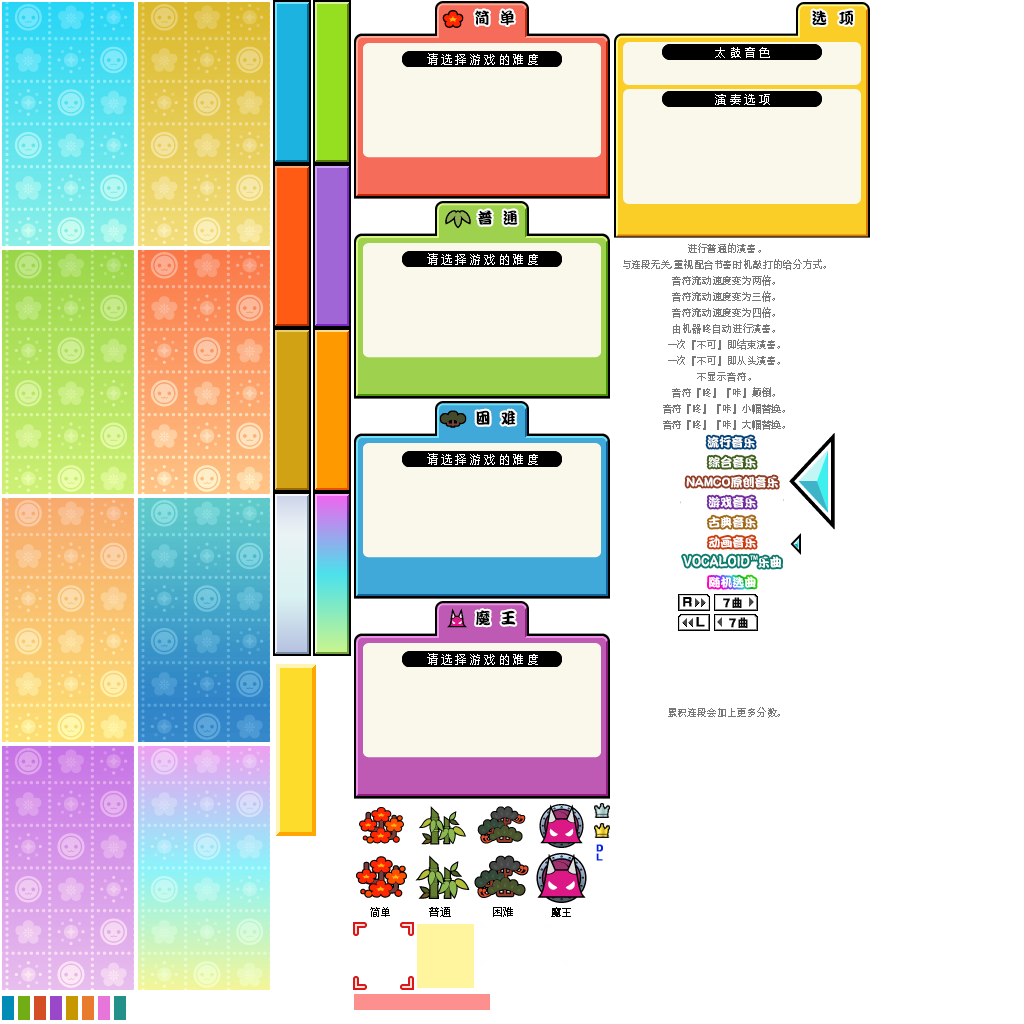 简单
请选择游戏的难度
普通
请选择游戏的难度
困难
请选择游戏的难度
魔王
请选择游戏的难度
简单
普通
困难
魔王
D
L
选项
太鼓音色
演奏选项
进行普通的演奏。
与连段无关,重视配合节奏时机敲打的给分方式。
音符流动速度变为两倍。
音符流动速度变为三倍。
音符流动速度变为四倍。
由机器咚自动进行演奏。
一次『不可』即结束演奏。
一次『不可』即从头演奏。
不显示音符。
音符『咚』『咔』颠倒。
音符『咚』『咔』小幅替换。
音符『咚』『咔』大幅替换。
流行音乐
综合音乐
NAMCO原创音乐
游戏音乐
古典音乐
动画音乐
VOCALOID™乐曲
随机选曲
R 7曲
L 7曲
累积连段会加上更多分数。